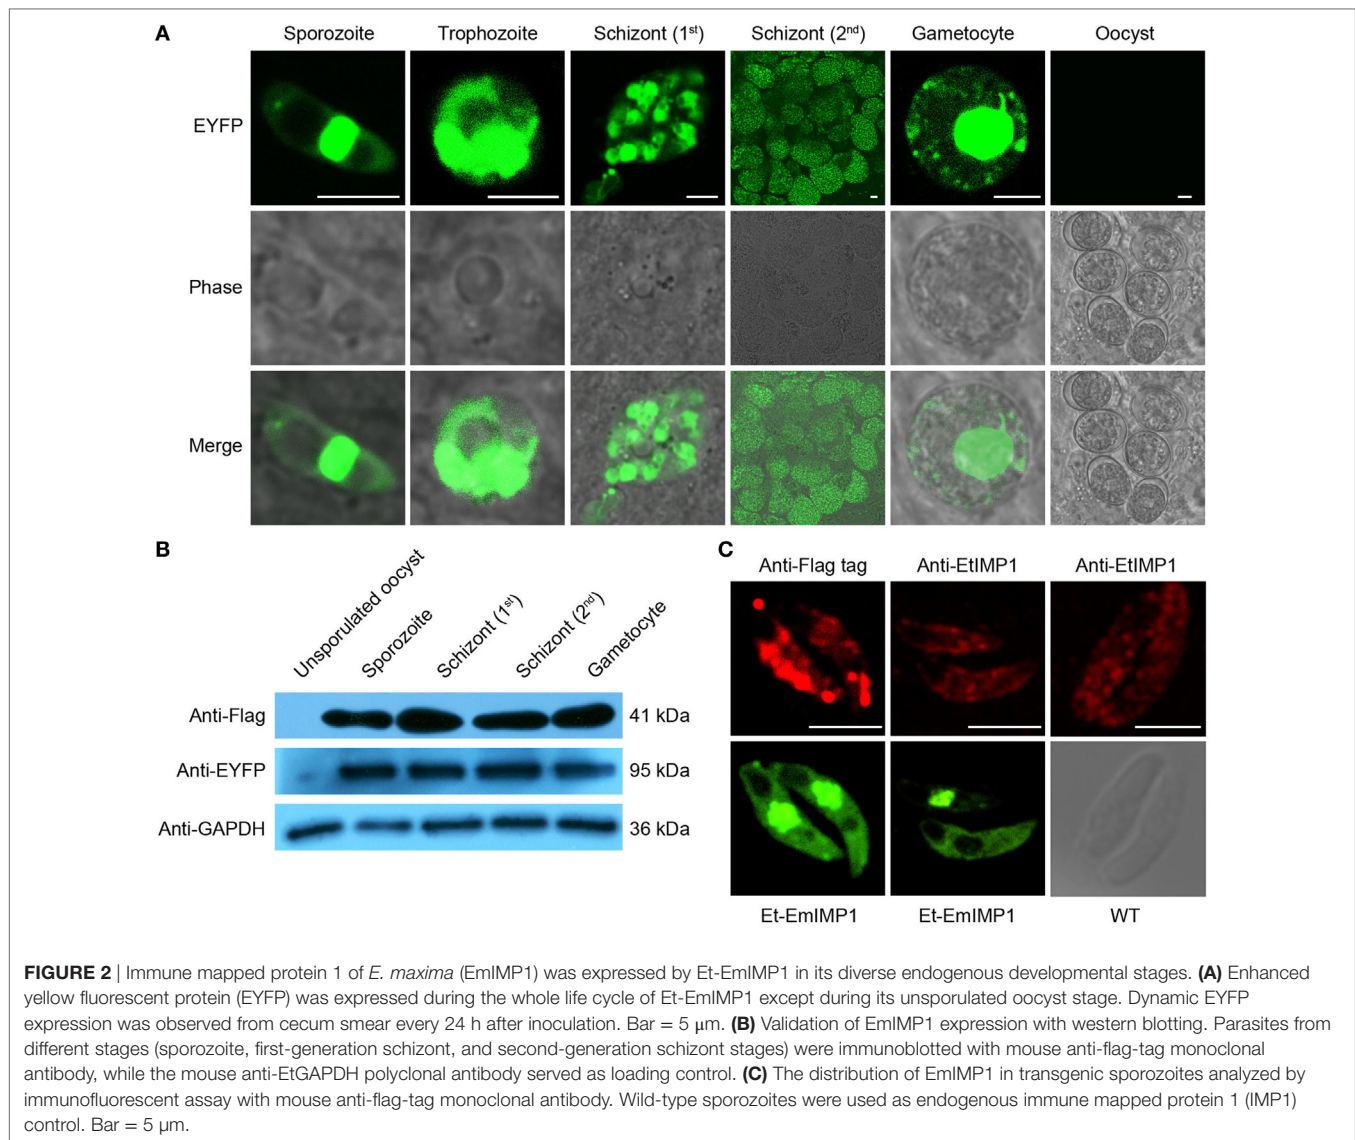 A
Sporozoite
Trophozoite
Schizont (1st)
Schizont (2nd)
Gametocyte
Oocyst
EYFP
Phase
Merge
B
Unsporulated oocyst
Sporozoite
Schizont (1st)
Schizont (2nd)
Gametocyte
Anti-Flag
41 kDa
Anti-EYFP
95 kDa
Anti-GAPDH
36 kDa
C
Anti-Flag tag
Anti-EtIMP1
Anti-EtIMP1
Et-EmIMP1
Et-EmIMP1
WT
FIGURE 2 | Immune mapped protein 1 of E. maxima (EmIMP1) was expressed by Et-EmIMP1 in its diverse endogenous developmental stages. (A) Enhanced
yellow fluorescent protein (EYFP) was expressed during the whole life cycle of Et-EmIMP1 except during its unsporulated oocyst stage. Dynamic EYFP
expression was observed from cecum smear every 24 h after inoculation. Bar = 5 μm. (B) Validation of EmIMP1 expression with western blotting. Parasites from
different stages (sporozoite, first-generation schizont, and second-generation schizont stages) were immunoblotted with mouse anti-flag-tag monoclonal
antibody, while the mouse anti-EtGAPDH polyclonal antibody served as loading control. (C) The distribution of EmIMP1 in transgenic sporozoites analyzed by
immunofluorescent assay with mouse anti-flag-tag monoclonal antibody. Wild-type sporozoites were used as endogenous immune mapped protein 1 (IMP1)
control. Bar = 5 μm.